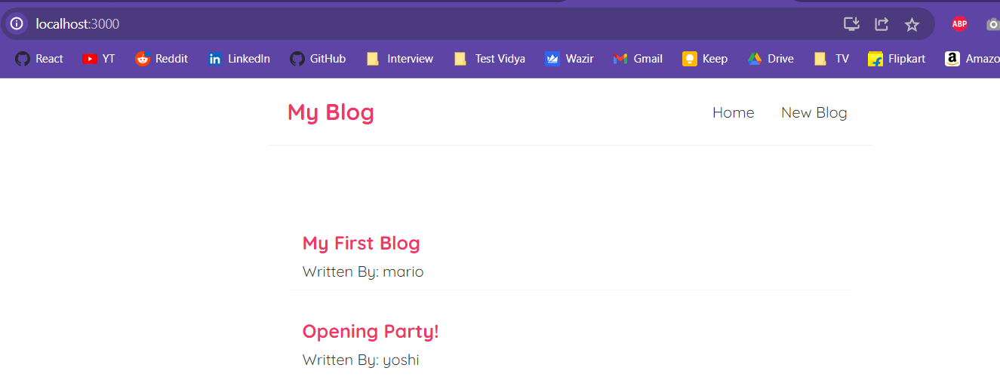 localhost:3000
ABP
React YT Reddit LinkedIn GitHub Interview Test Vidya Wazir Gmail Keep Drive TV Flipkart Amazo
My Blog Home New Blog
My First Blog
Written By: mario
Opening Party!
Written By: yoshi